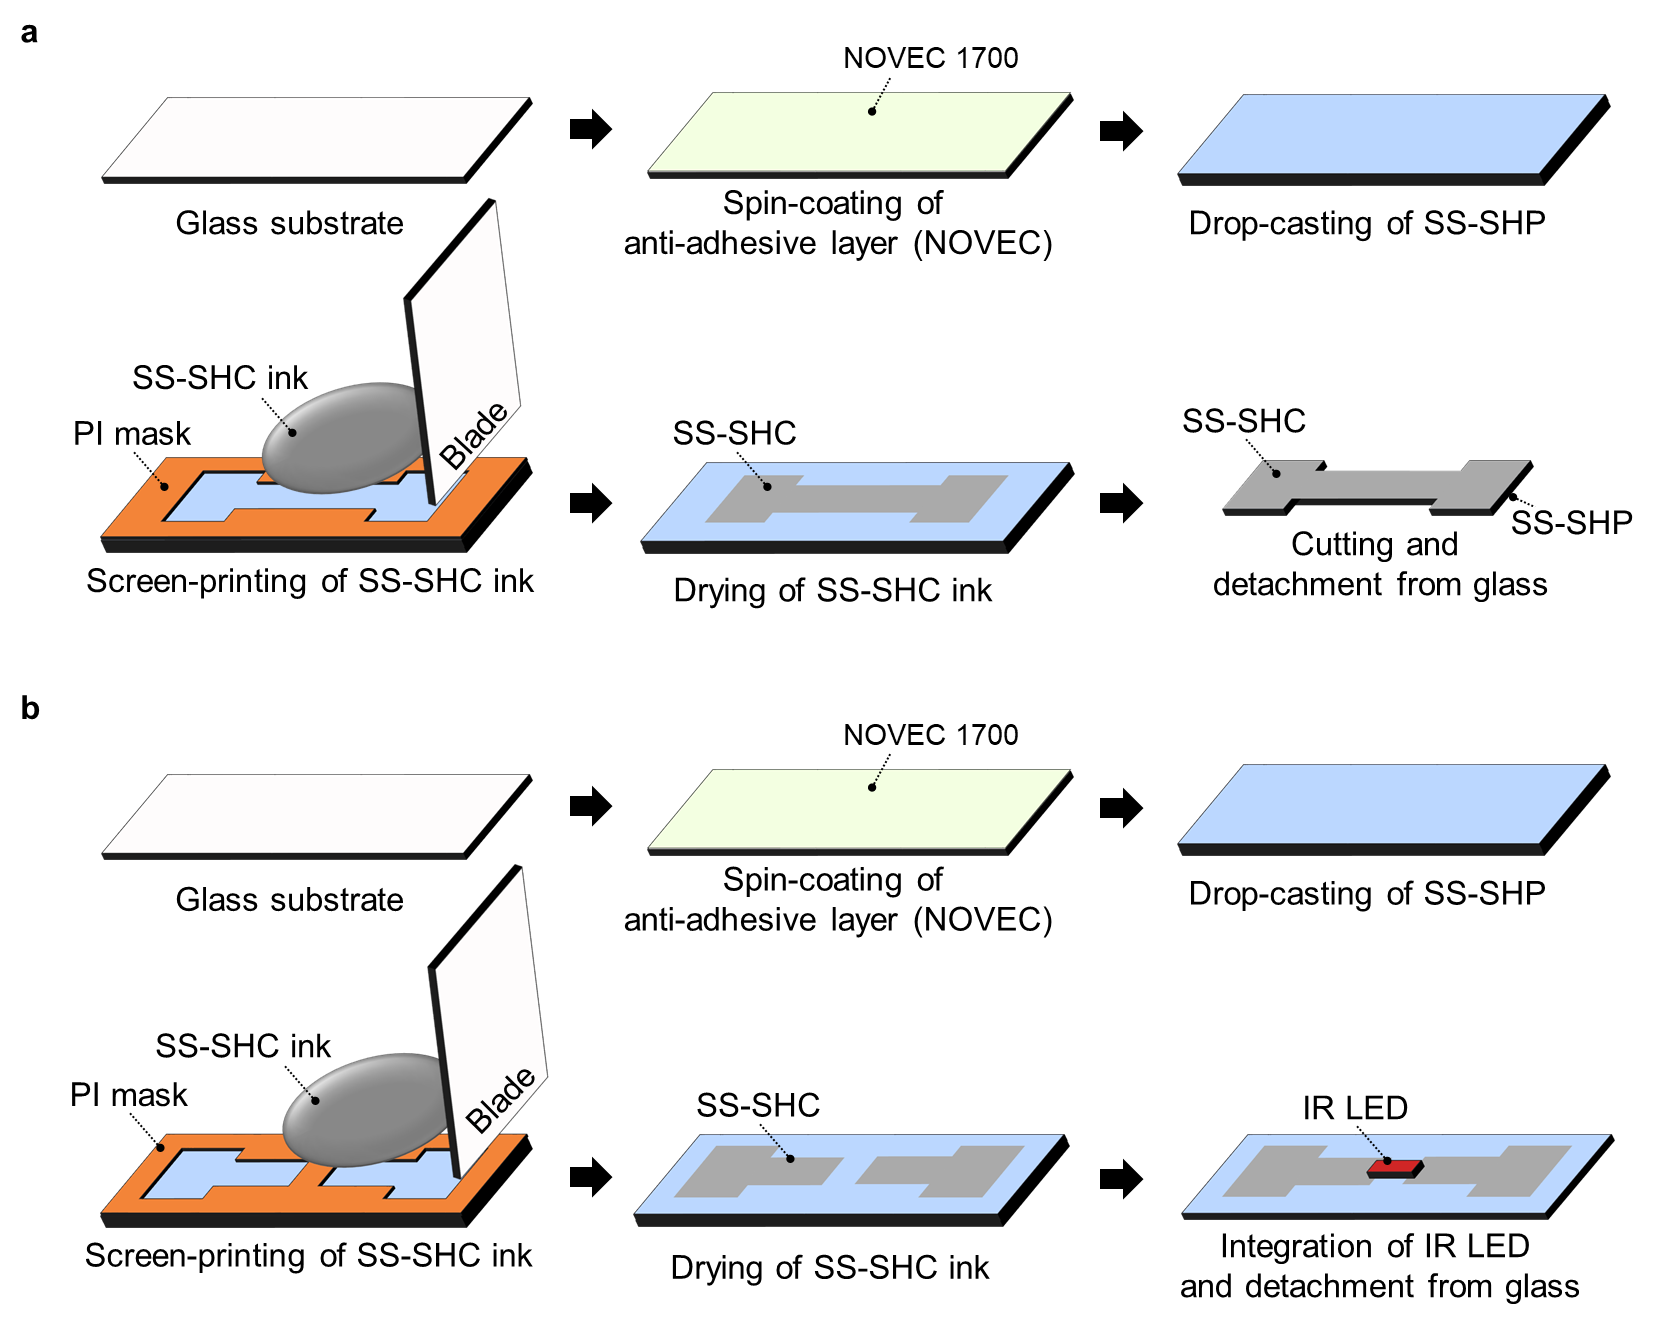 a
NOVEC 1700
Glass substrate
Spin-coating of
anti-adhesive layer (NOVEC)
Drop-casting of SS-SHP
SS-SHC ink
PI mask
Blade
Screen-printing of SS-SHC ink
SS-SHC
Drying of SS-SHC ink
SS-SHC
SS-SHP
Cutting and
detachment from glass
b
NOVEC 1700
Glass substrate
Spin-coating of
anti-adhesive layer (NOVEC)
Drop-casting of SS-SHP
SS-SHC ink
PI mask
Blade
Screen-printing of SS-SHC ink
SS-SHC
Drying of SS-SHC ink
IR LED
Integration of IR LED
and detachment from glass